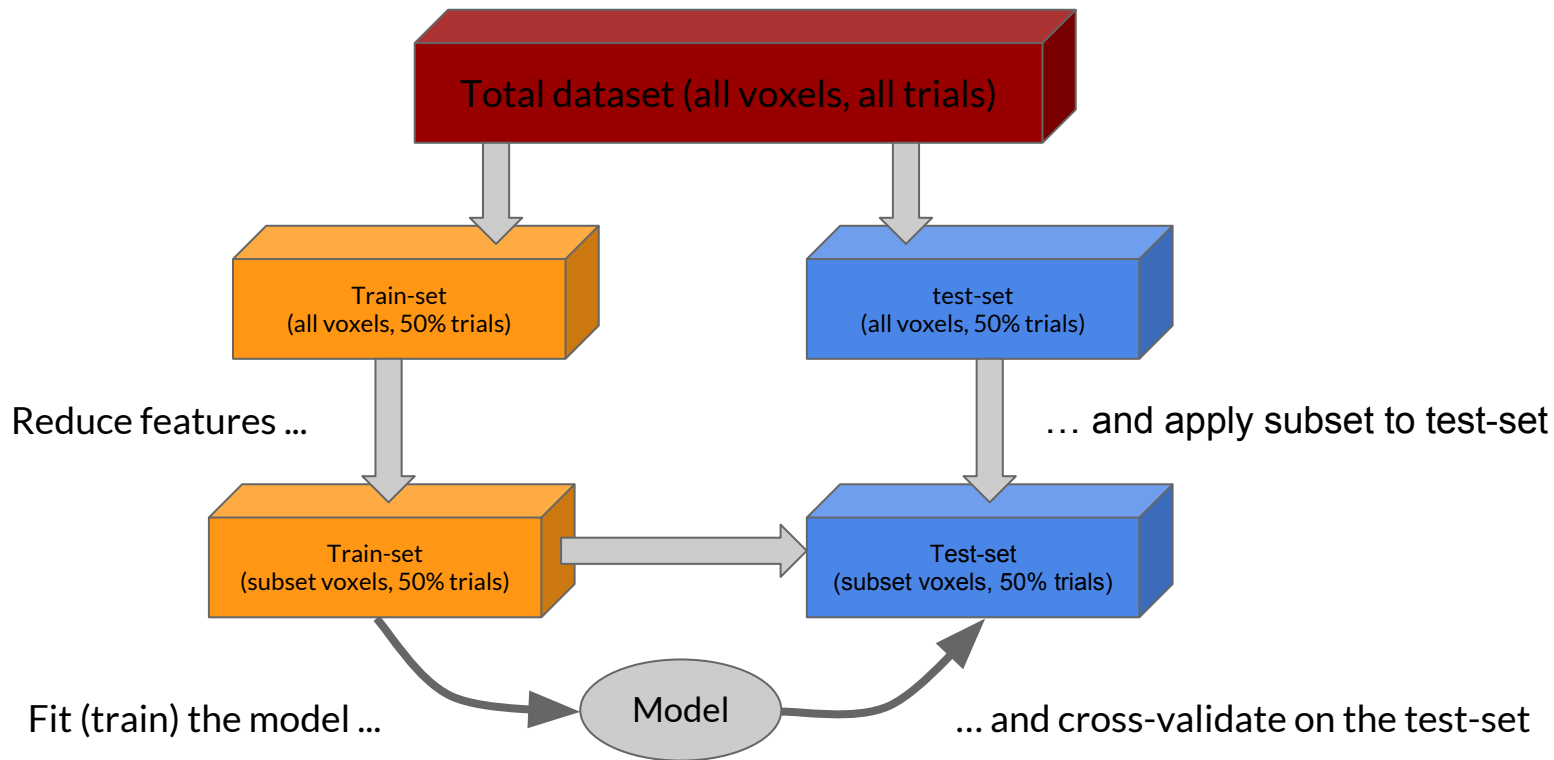 Total dataset (all voxels, all trials)
Train-set
(all voxels, 50% trials)
test-set
(all voxels, 50% trials)
Reduce features ...
… and apply subset to test-set
Train-set
(subset voxels, 50% trials)
Test-set
(subset voxels, 50% trials)
Fit (train) the model ...
Model
... and cross-validate on the test-set